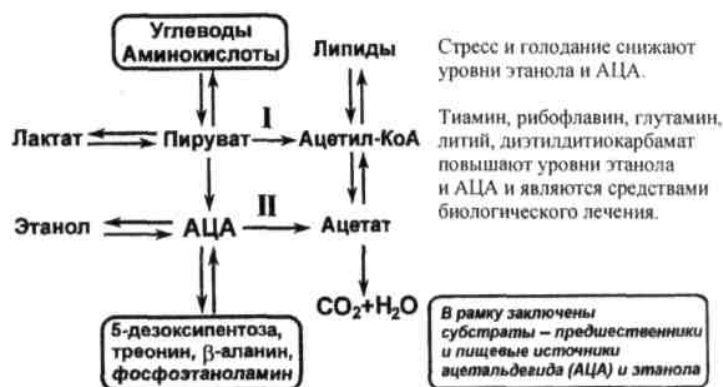 Углеводы
Аминокислоты
Липиды
Стресс и голодание снижают
уровни этанола и АЦА.
Лактат
Пируват
I
Ацетил-КоА
Тиамин, рибофлавин, глутамин,
литий, диэтилдитиокарбамат
повышают уровни этанола
и АЦА и являются средствами
биологического лечения.
Этанол
АЦА
II
Ацетат
CO₂+H₂O
5-дезоксипентоза,
треонин, β-аланин,
фосфоэтаноламин
В рамку заключены
субстраты – предшественники
и пищевые источники
ацетальдегида (АЦА) и этанола